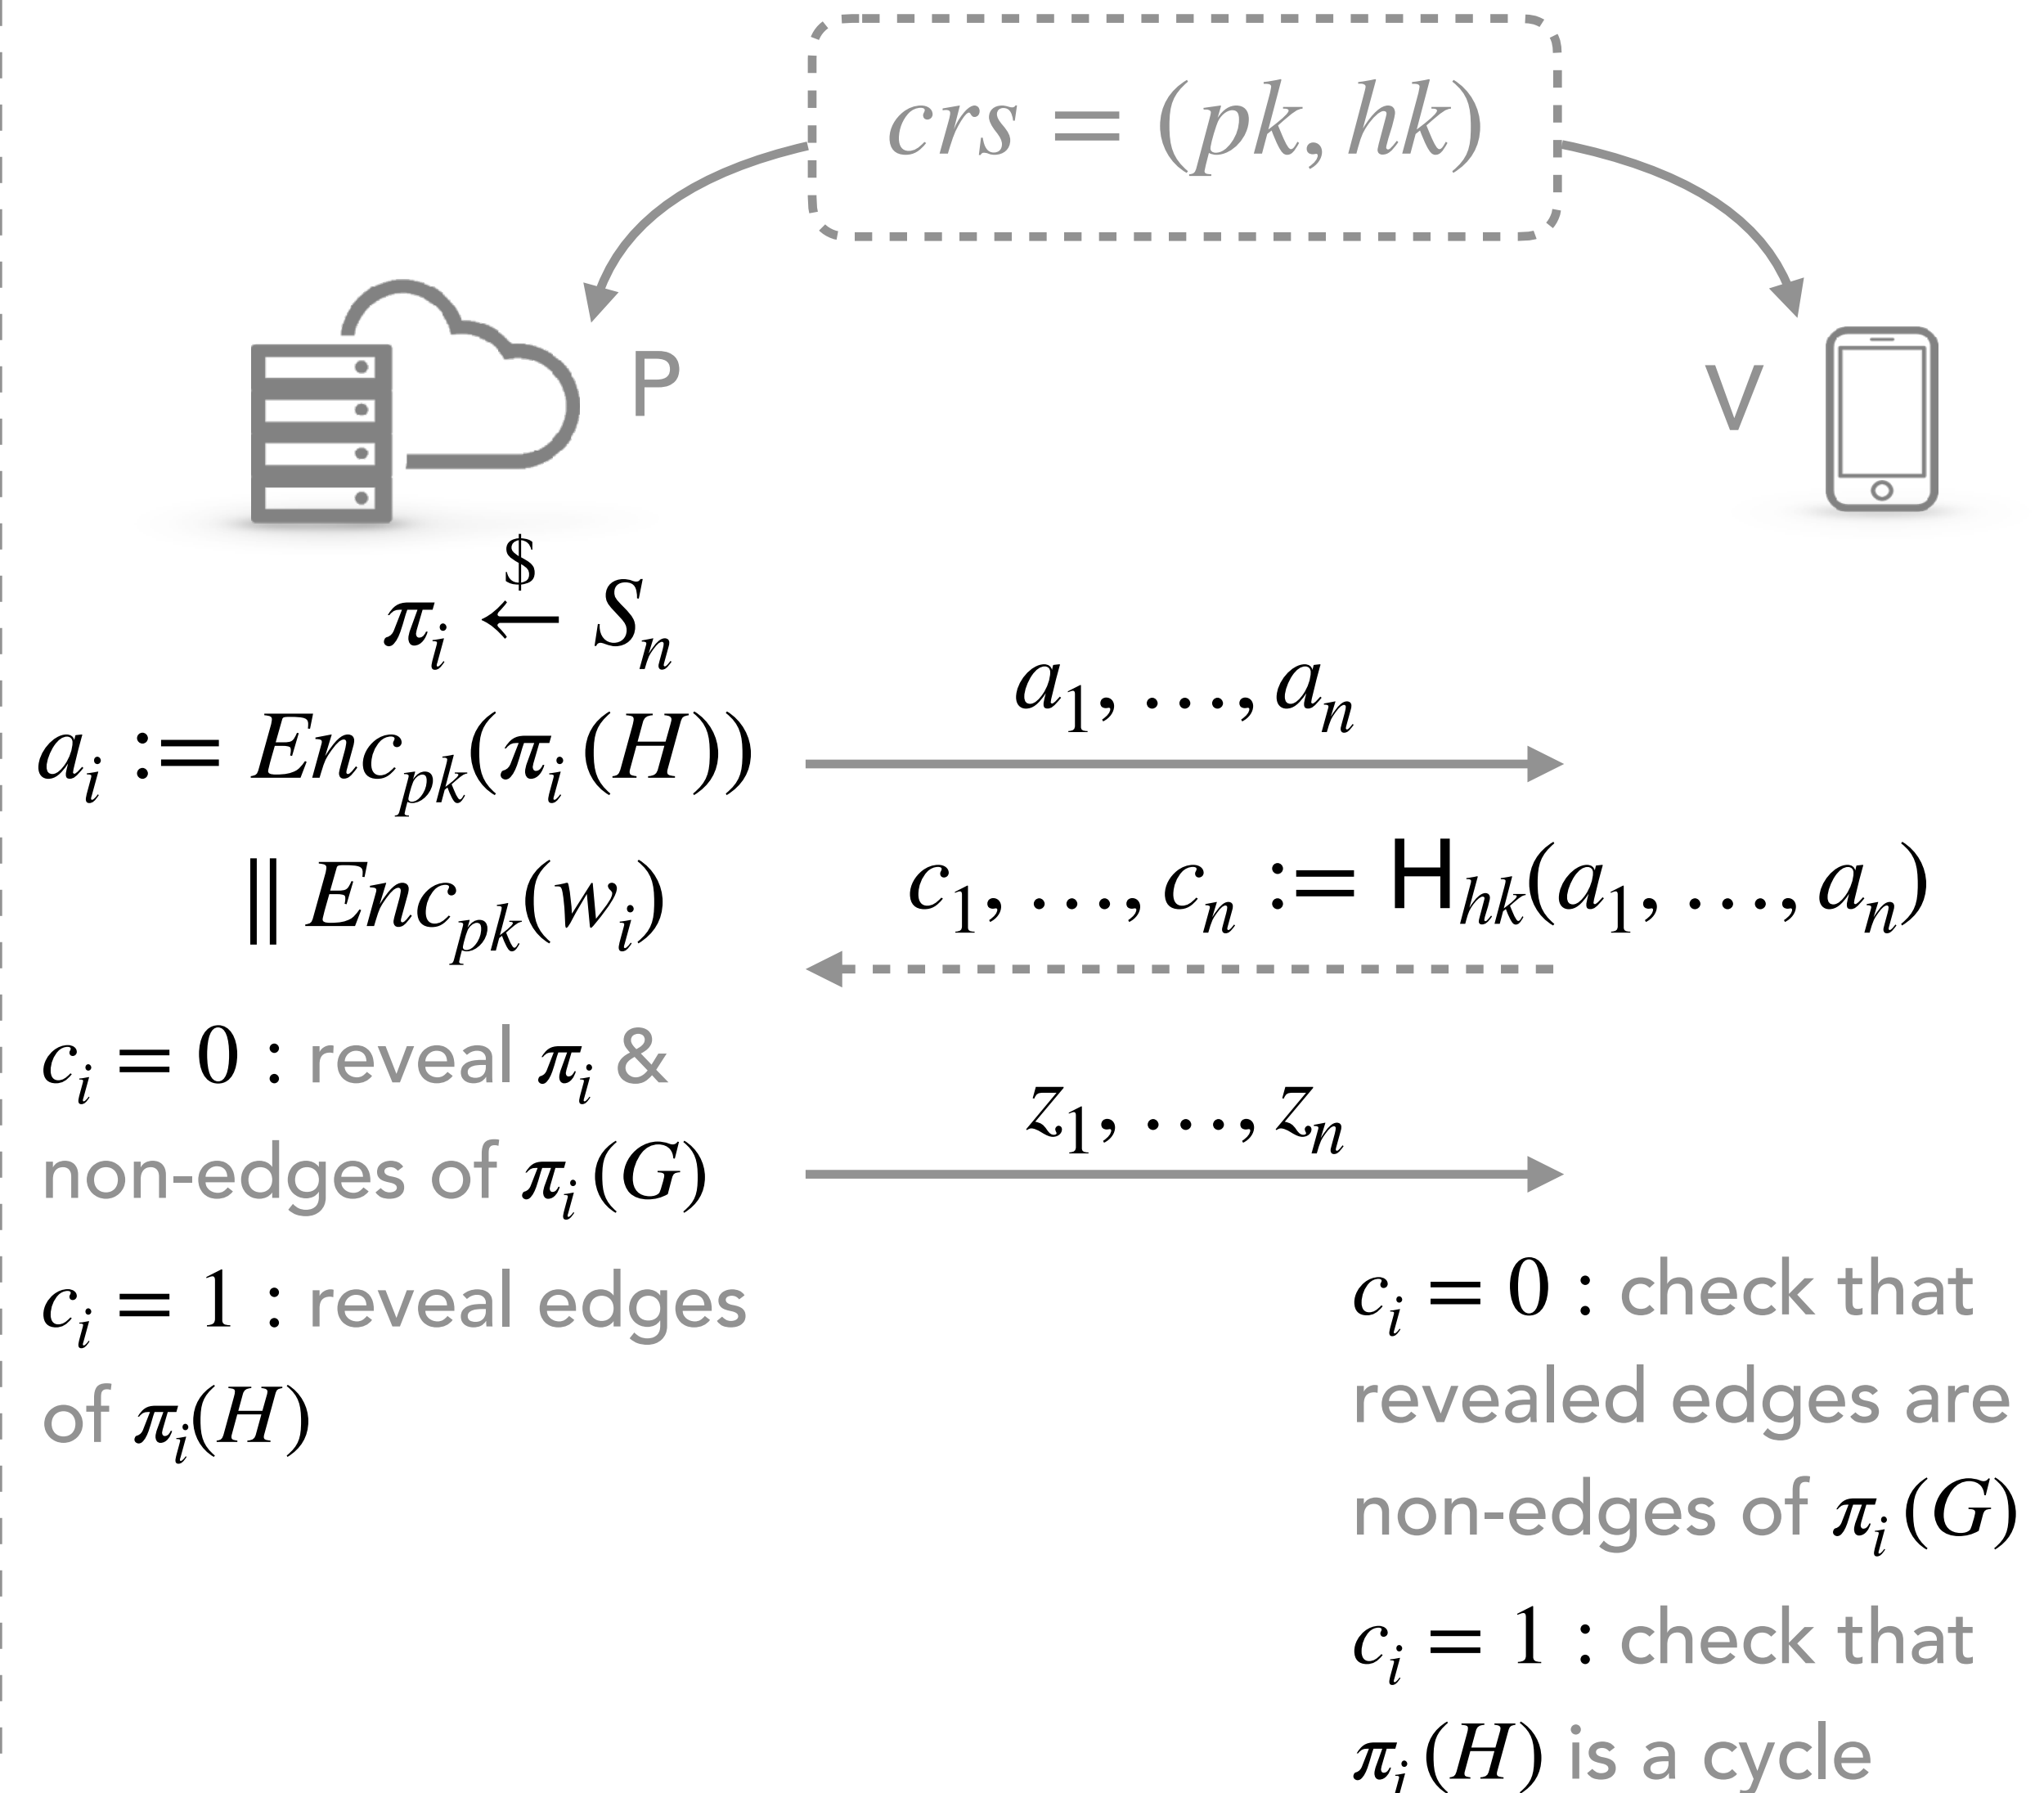 crs = (pk, hk)
P
V
π_i ←$ S_n
a_i := Enc_pk(π_i(H))
|| Enc_pk(w_i)
a_1, …, a_n
c_1, …, c_n := H_hk(a_1, …, a_n)
c_i = 0 : reveal π_i &
non-edges of π_i(G)
c_i = 1 : reveal edges
of π_i(H)
z_1, …, z_n
c_i = 0 : check that
revealed edges are
non-edges of π_i(G)
c_i = 1 : check that
π_i(H) is a cycle